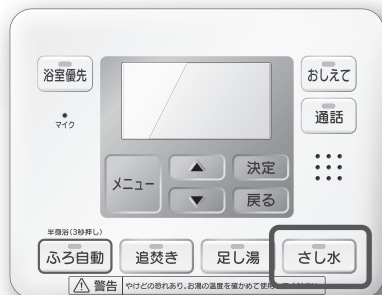 浴室優先
おしえて
マイク
通話
メニュー
▲
決定
▼
戻る
半身浴(3秒押し)
ふろ自動
追焚き
足し湯
さし水
警告
やけどの恐れあり。お湯の温度を確かめて